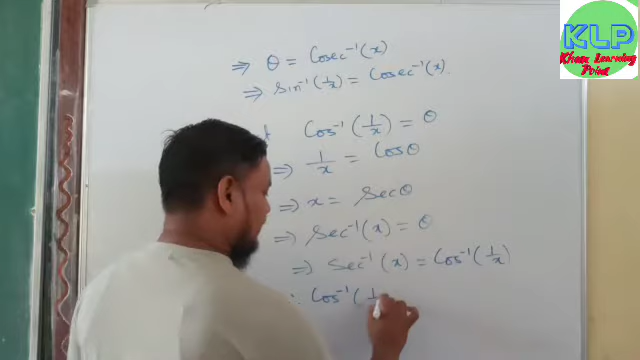 KLP
Khan Learning
Point
⇒ θ = Cosec⁻¹(x)
⇒ Sin⁻¹(1/x) = Cosec⁻¹(x).
Cos⁻¹(1/x) = θ
⇒ 1/x = Cosθ
⇒ x = Secθ
⇒ Sec⁻¹(x) = θ
⇒ Sec⁻¹(x) = Cos⁻¹(1/x)
Cos⁻¹(1